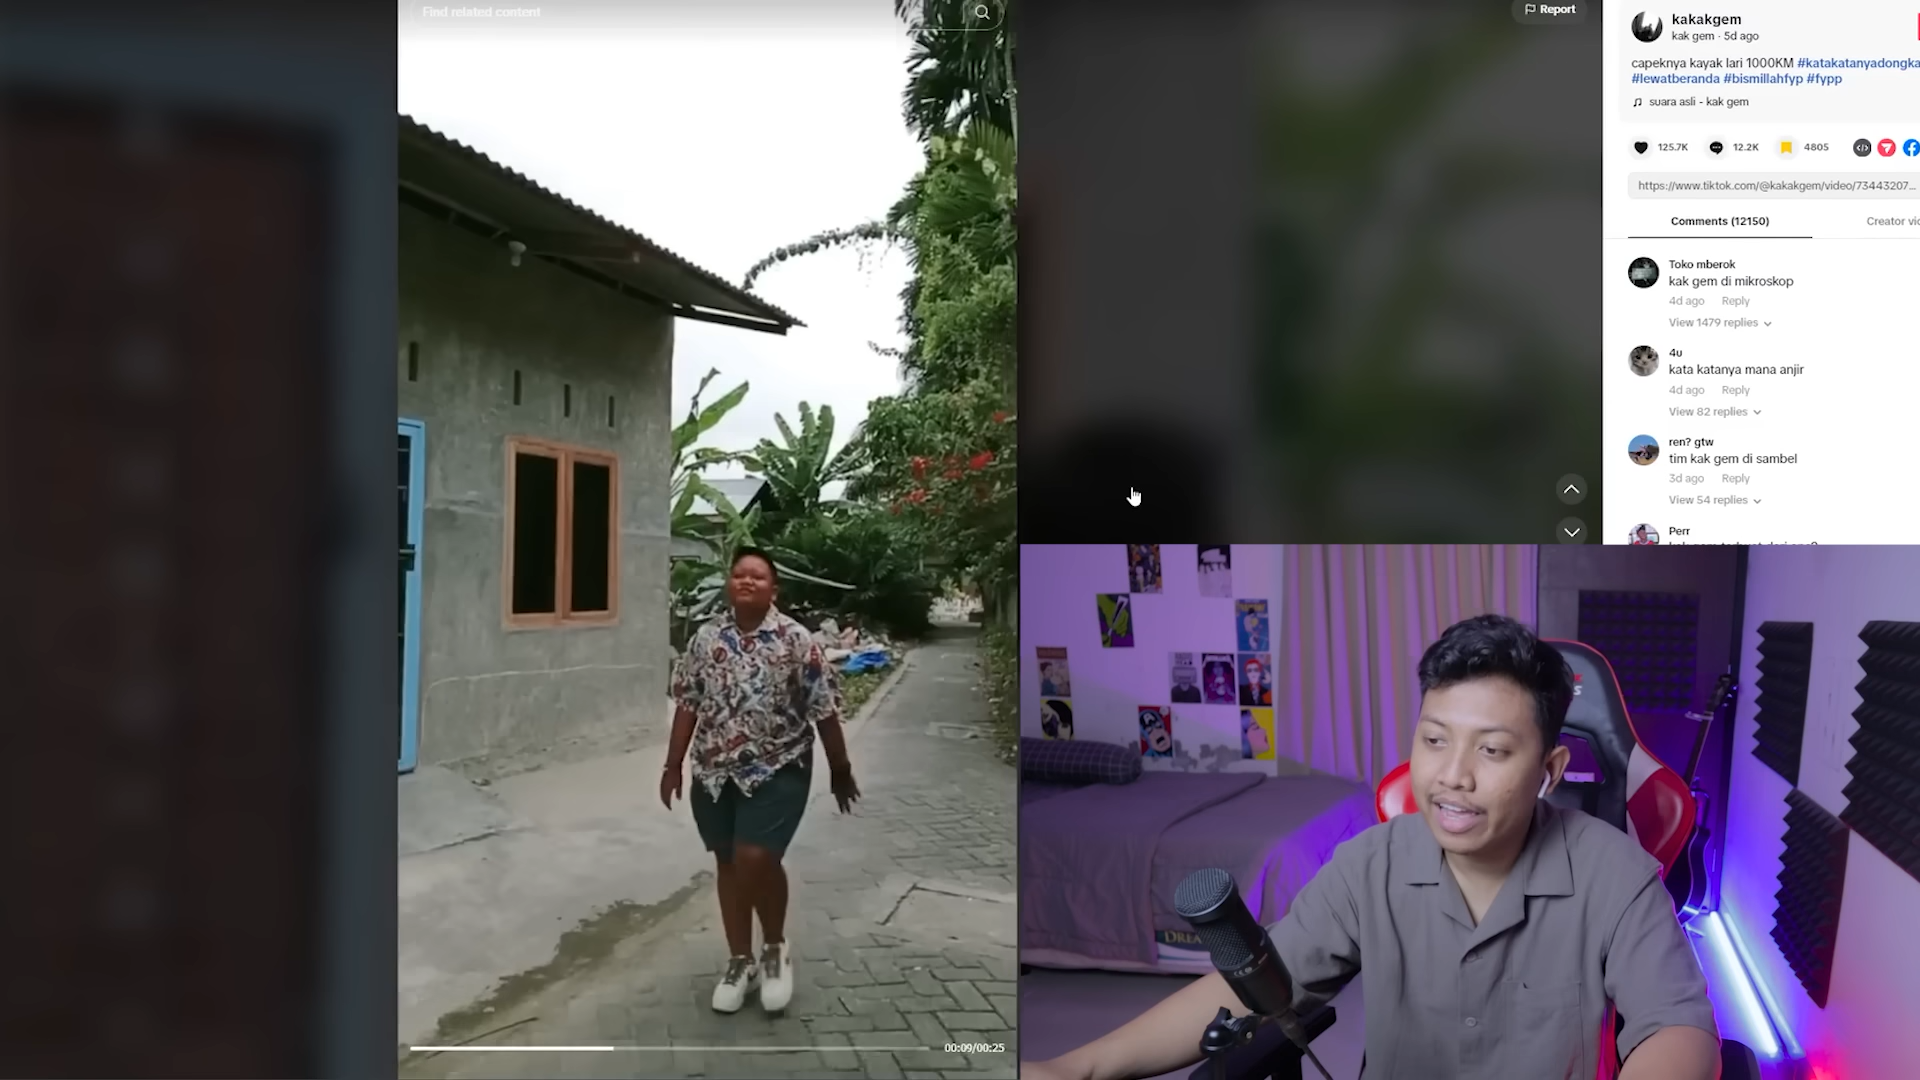 Find related content
Report
kakakgem
kak gem · 5d ago
capeknya kayak lari 1000KM #katakatanyadongka
#lewatberanda #bismillahfyp #fypp
suara asli - kak gem
125.7K
12.2K
4805
https://www.tiktok.com/@kakakgem/video/73443207...
Comments (12150)
Creator vic
Toko mberok
kak gem di mikroskop
4d ago Reply
View 1479 replies
4u
kata katanya mana anjir
4d ago Reply
View 82 replies
ren? gtw
tim kak gem di sambel
3d ago Reply
View 54 replies
Perr
00:09/00:25
DREA